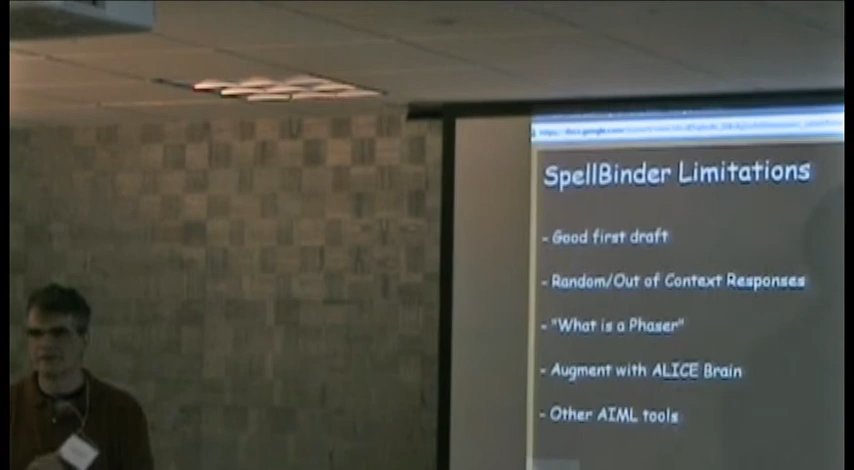 SpellBinder Limitations
- Good first draft
- Random/Out of Context Responses
- "What is a Phaser"
- Augment with ALICE Brain
- Other AIML tools